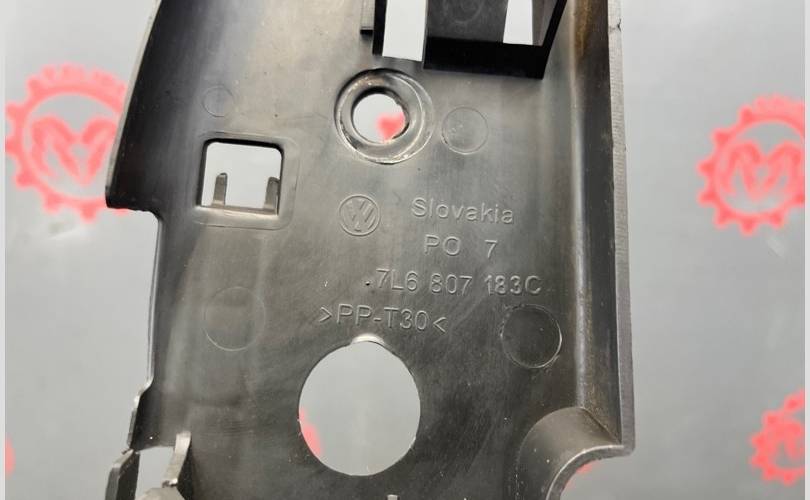 Slovakia
PO 7
7L6 807 183C
>PP-T30<